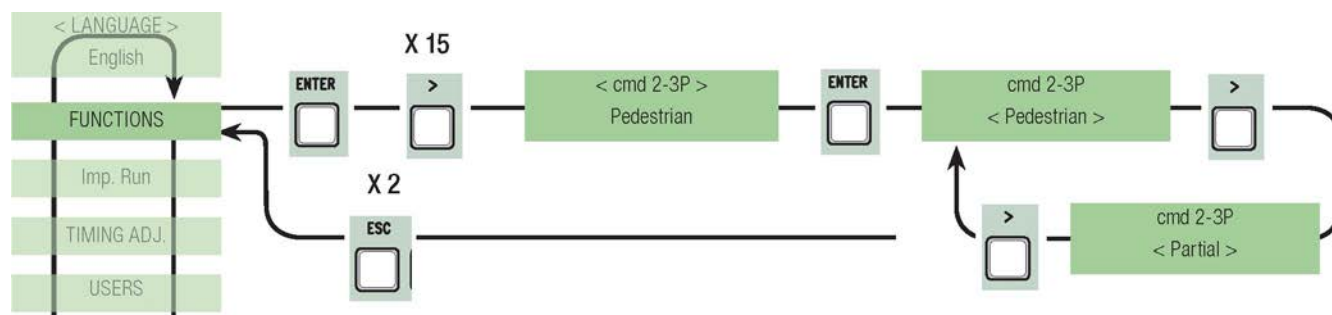 < LANGUAGE >
English
FUNCTIONS
Imp. Run
TIMING ADJ.
USERS
ENTER
X 15
>
< cmd 2-3P >
Pedestrian
ENTER
cmd 2-3P
< Pedestrian >
>
X 2
ESC
>
cmd 2-3P
< Partial >